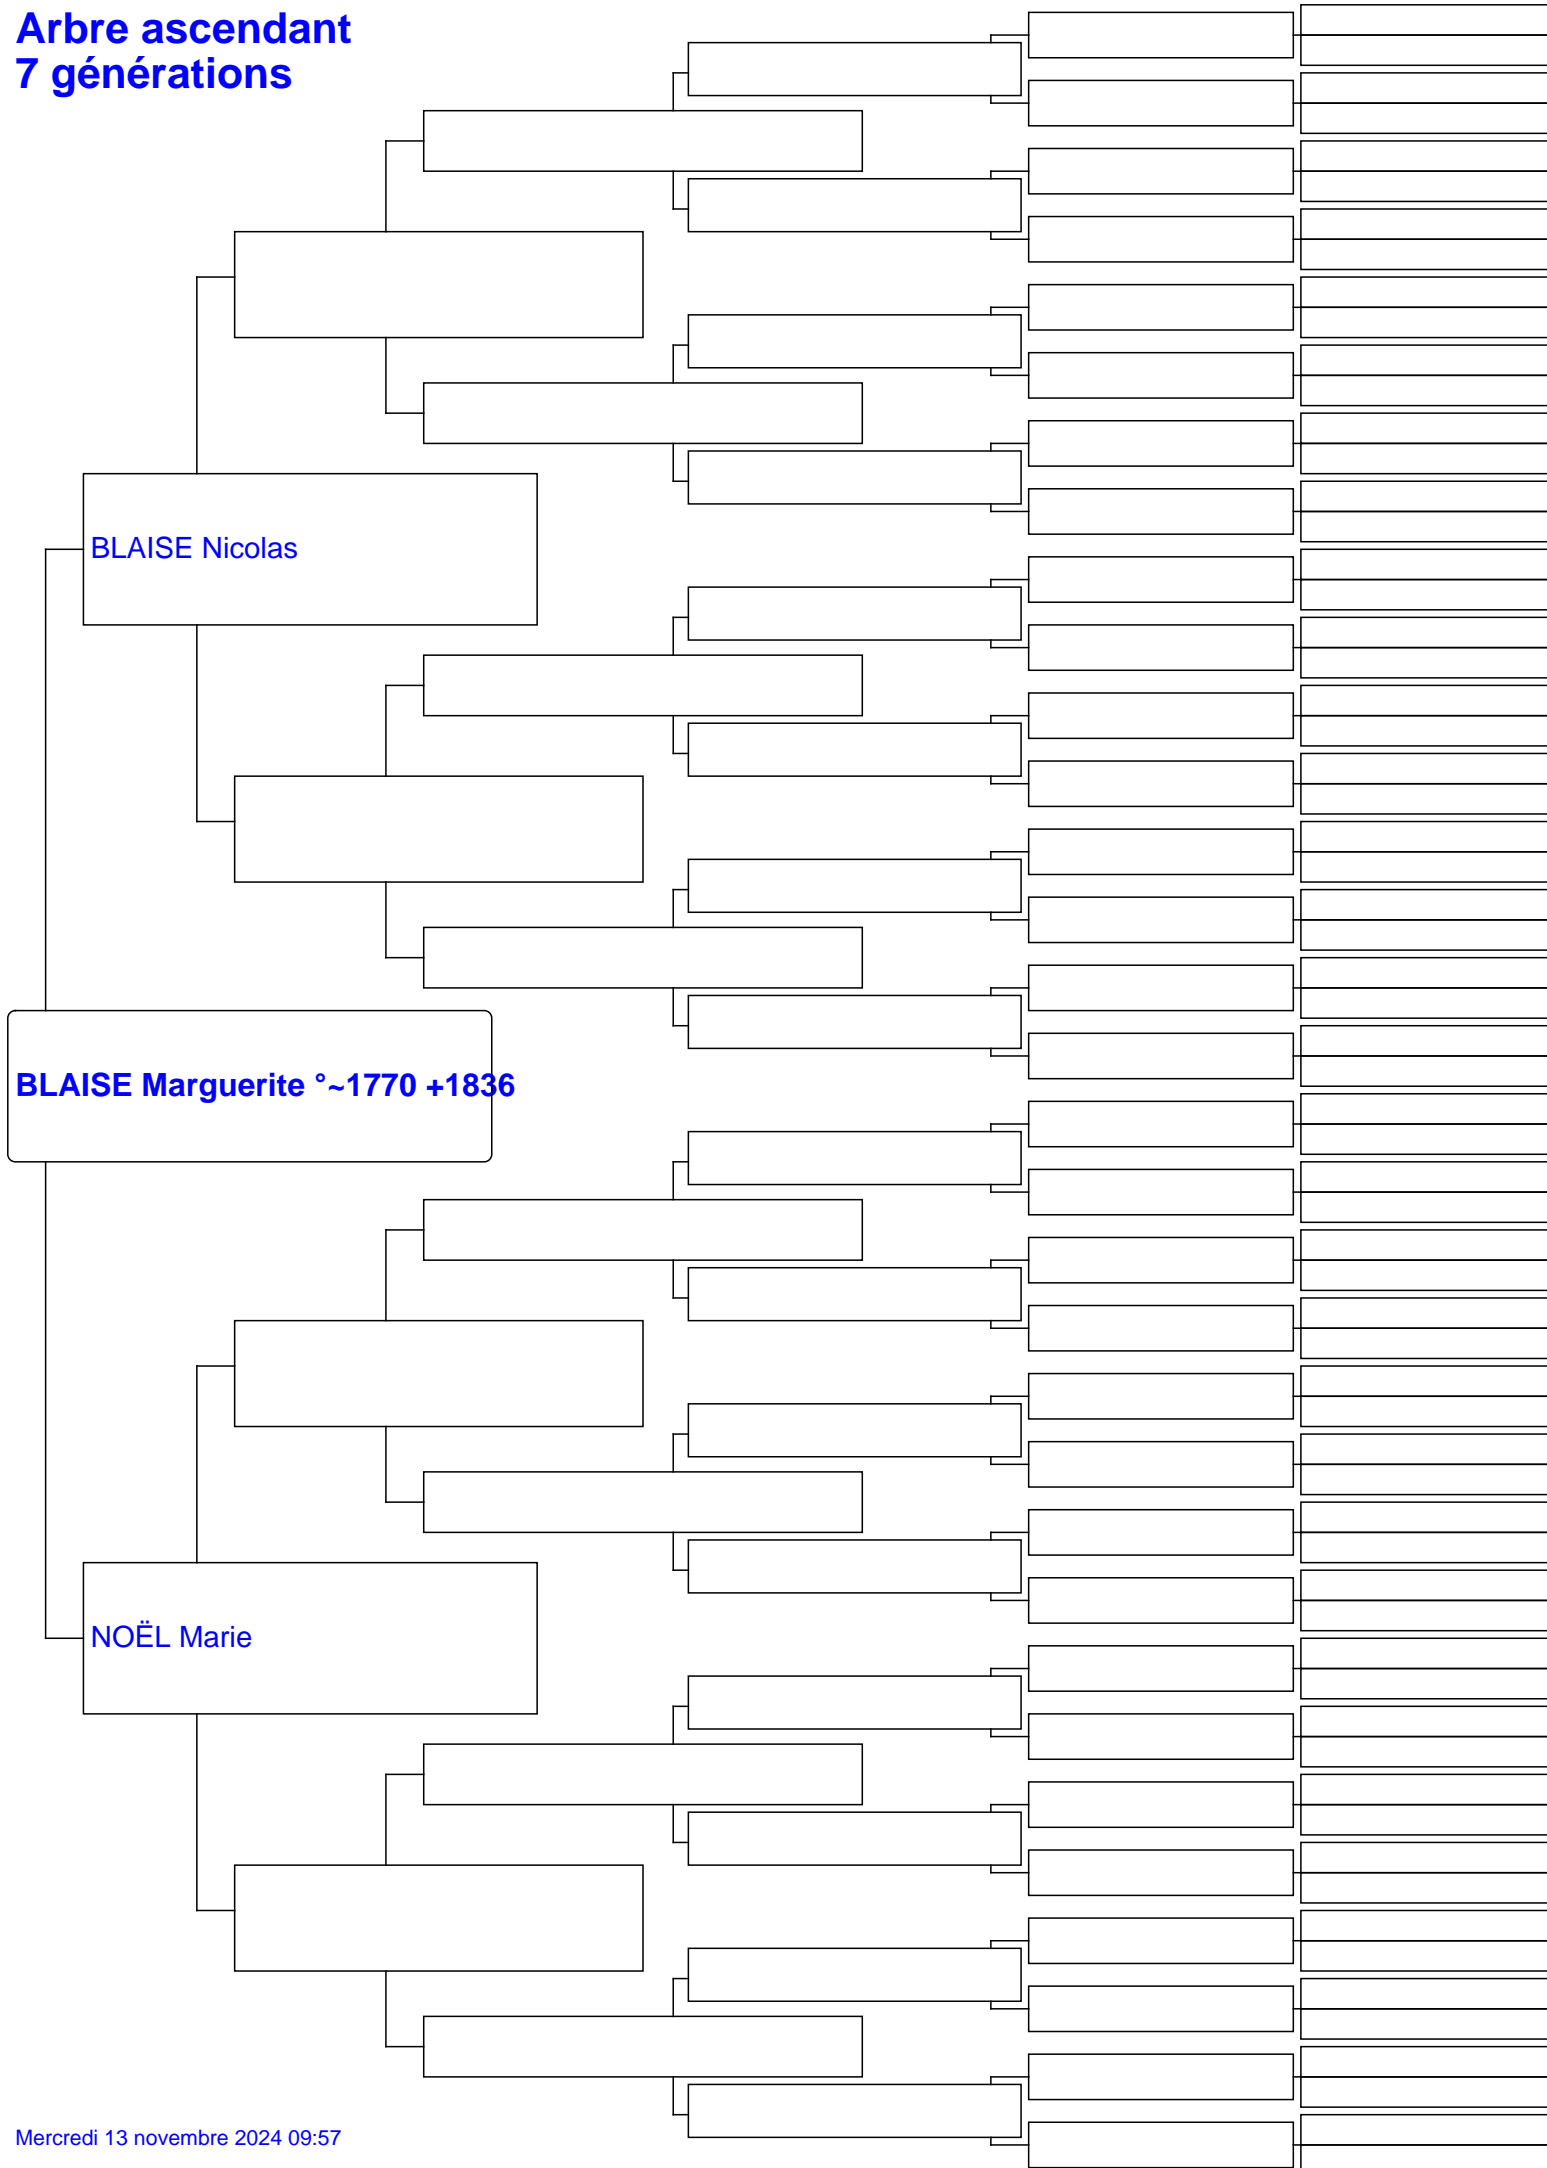 Arbre ascendant
7 générations
BLAISE Nicolas
BLAISE Marguerite °~1770 +1836
NOËL Marie
Mercredi 13 novembre 2024 09:57